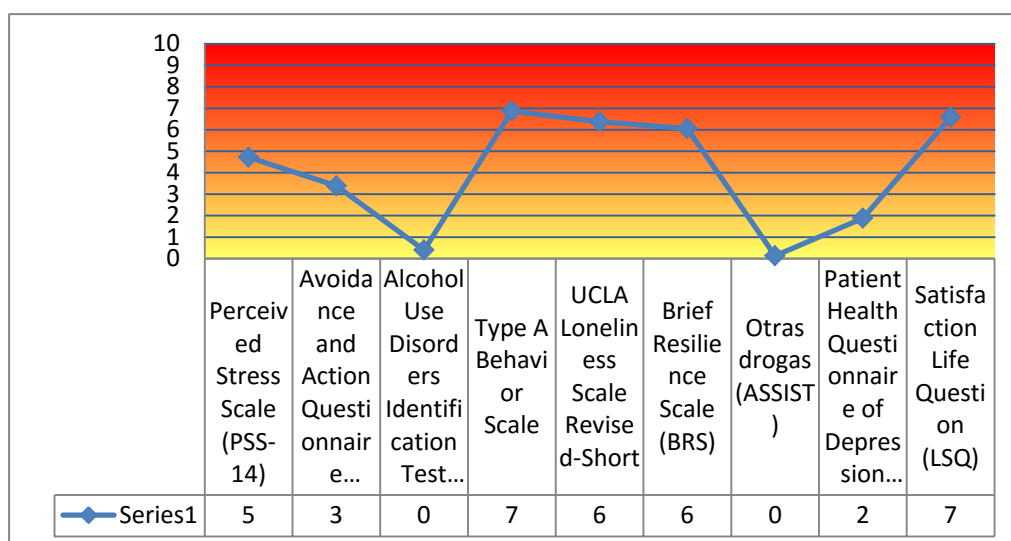 10
9
8
7
6
5
4
3
2
1
0
Perceiv
ed
Stress
Scale
(PSS-
14)
Avoida
nce
and
Action
Questi
onnair
e…
Alcohol
Use
Disord
ers
Identifi
cation
Test…
Type A
Behavi
or
Scale
UCLA
Lonelin
ess
Scale
Revise
d-Short
Brief
Resilie
nce
Scale
(BRS)
Otras
drogas
(ASSIST
)
Patient
Health
Questi
onnair
e of
Depres
sion…
Satisfa
ction
Life
Questi
on
(LSQ)
Series1 5 3 0 7 6 6 0 2 7